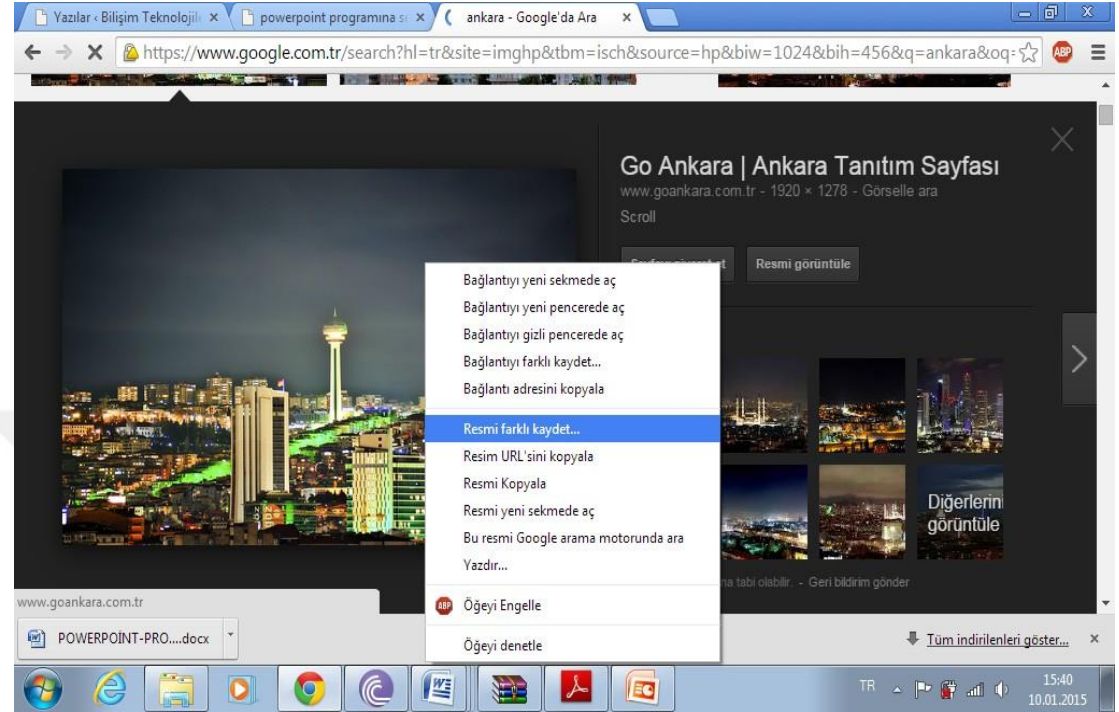 Yazılar ‹ Bilişim Teknolojil
powerpoint programına s
ankara - Google'da Ara
https://www.google.com.tr/search?hl=tr&site=imghp&tbm=isch&source=hp&biw=1024&bih=456&q=ankara&oq=
ABP
Go Ankara | Ankara Tanıtım Sayfası
www.goankara.com.tr - 1920 × 1278 - Görselle ara
Scroll
Resmi görüntüle
Bağlantıyı yeni sekmede aç
Bağlantıyı yeni pencerede aç
Bağlantıyı gizli pencerede aç
Bağlantıyı farklı kaydet...
Bağlantı adresini kopyala
Resmi farklı kaydet...
Resim URL'sini kopyala
Resmi Kopyala
Resmi yeni sekmede aç
Bu resmi Google arama motorunda ara
Yazdır...
ABP Öğeyi Engelle
Öğeyi denetle
Diğerlerini
görüntüle
na tabi olabilir. - Geri bildirim gönder
www.goankara.com.tr
POWERPOİNT-PRO....docx
Tüm indirilenleri göster...
TR
15:40
10.01.2015